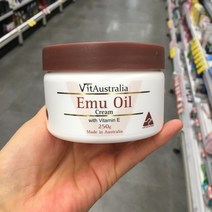 VitAustralia
Emu Oil
Cream
with Vitamin E
250g
Made in Australia